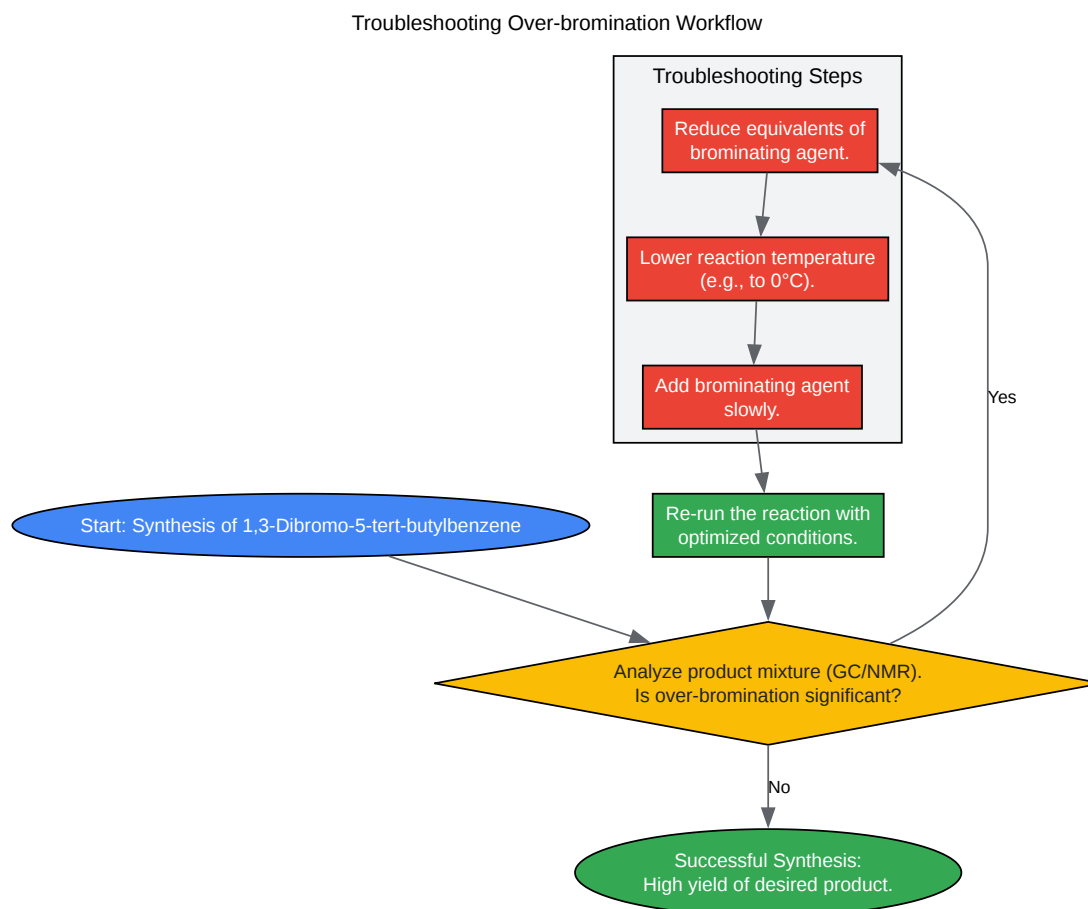 Troubleshooting Over-bromination Workflow
Troubleshooting Steps
Reduce equivalents of
brominating agent.
Lower reaction temperature
(e.g., to 0°C).
Add brominating agent
slowly.
Yes
Start: Synthesis of 1,3-Dibromo-5-tert-butylbenzene
Re-run the reaction with
optimized conditions.
Analyze product mixture (GC/NMR).
Is over-bromination significant?
No
Successful Synthesis:
High yield of desired product.